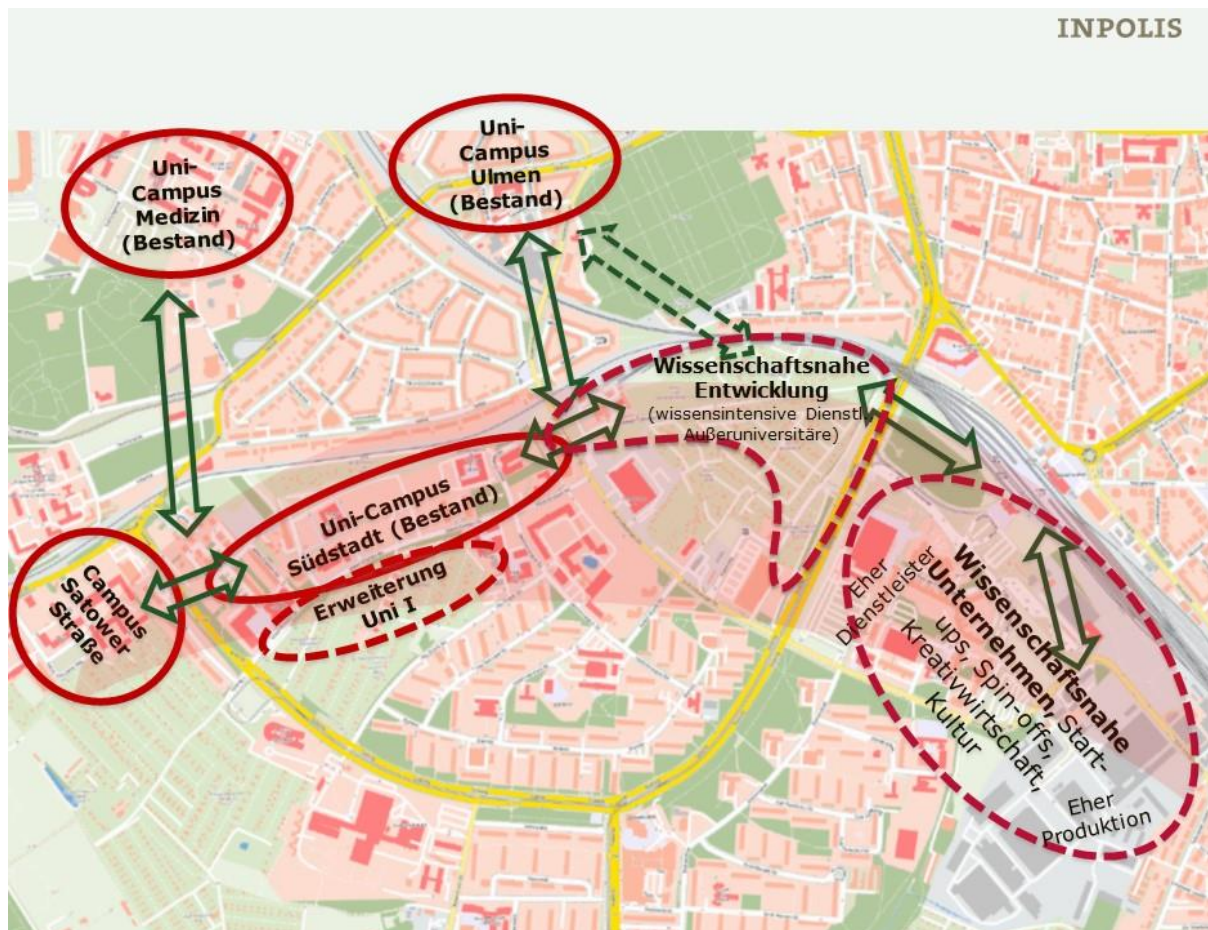 INPOLIS
Uni-
Campus
Medizin
(Bestand)
Uni-
Campus
Ulmen
(Bestand)
Wissenschaftsnahe
Entwicklung
(wissensintensive Dienstl.
Außeruniversitäre)
Uni-Campus
Südstadt (Bestand)
Erweiterung
Uni I
Campus
Satower
Straße
Eher
Dienstleister
Wissenschaftsnahe
Unternehmen, Start-
ups, Spin-offs,
Kreativwirtschaft,
Kultur
Eher
Produktion